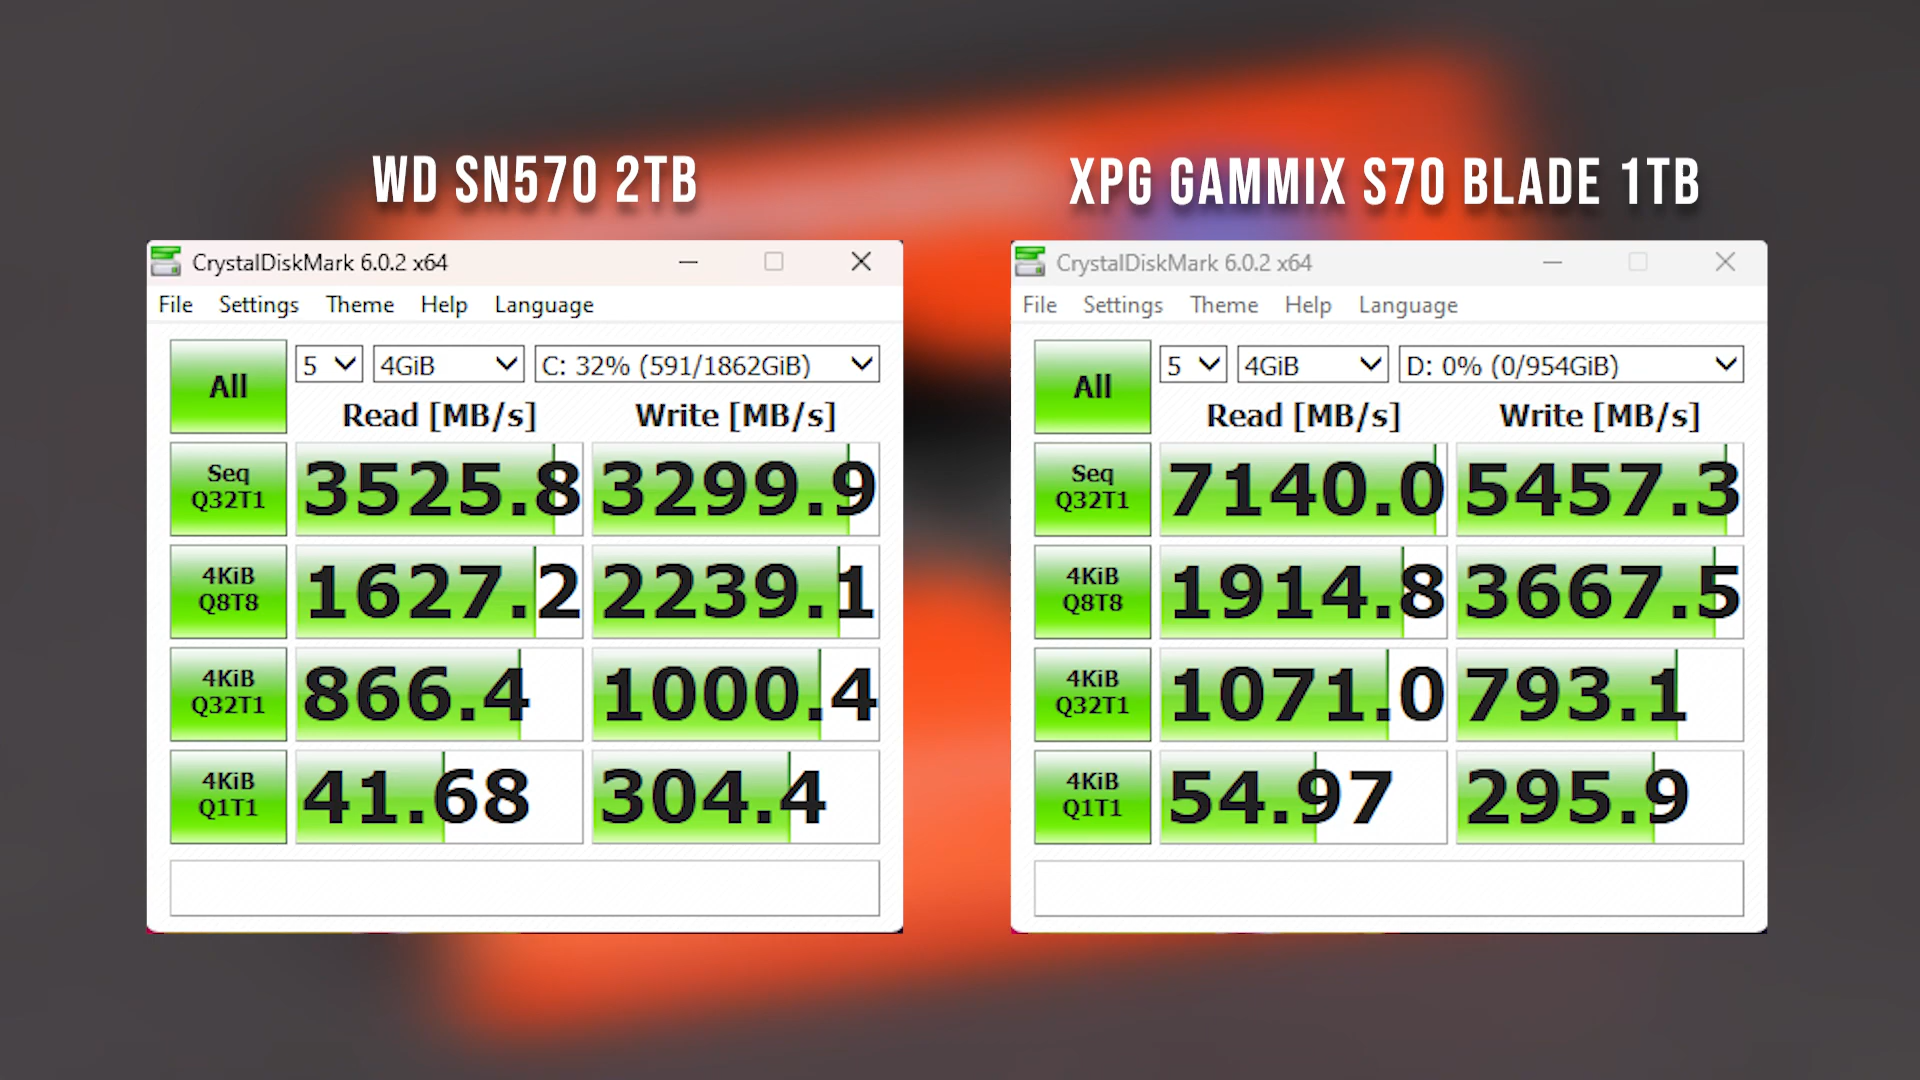 WD SN570 2TB
CrystalDiskMark 6.0.2 x64
File Settings Theme Help Language
All 5 4GiB C: 32% (591/1862GiB)
Read [MB/s] Write [MB/s]
Seq
Q32T1
3525.8 3299.9
4KiB
Q8T8
1627.2 2239.1
4KiB
Q32T1
866.4 1000.4
4KiB
Q1T1
41.68 304.4
XPG GAMMIX S70 BLADE 1TB
CrystalDiskMark 6.0.2 x64
File Settings Theme Help Language
All 5 4GiB D: 0% (0/954GiB)
Read [MB/s] Write [MB/s]
Seq
Q32T1
7140.0 5457.3
4KiB
Q8T8
1914.8 3667.5
4KiB
Q32T1
1071.0 793.1
4KiB
Q1T1
54.97 295.9